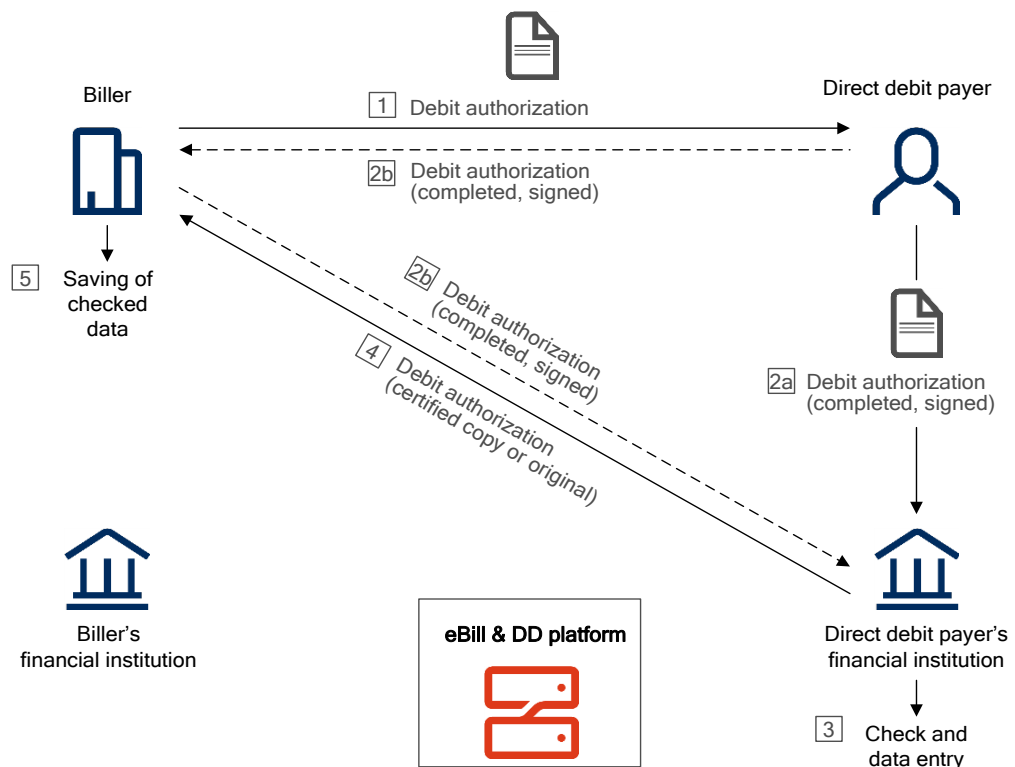 Biller
Direct debit payer
1 Debit authorization
2b Debit authorization
(completed, signed)
5 Saving of
checked
data
2b Debit authorization
(completed, signed)
4 Debit authorization
(certified copy or original)
2a Debit authorization
(completed, signed)
Biller's
financial institution
eBill & DD platform
Direct debit payer's
financial institution
3 Check and
data entry